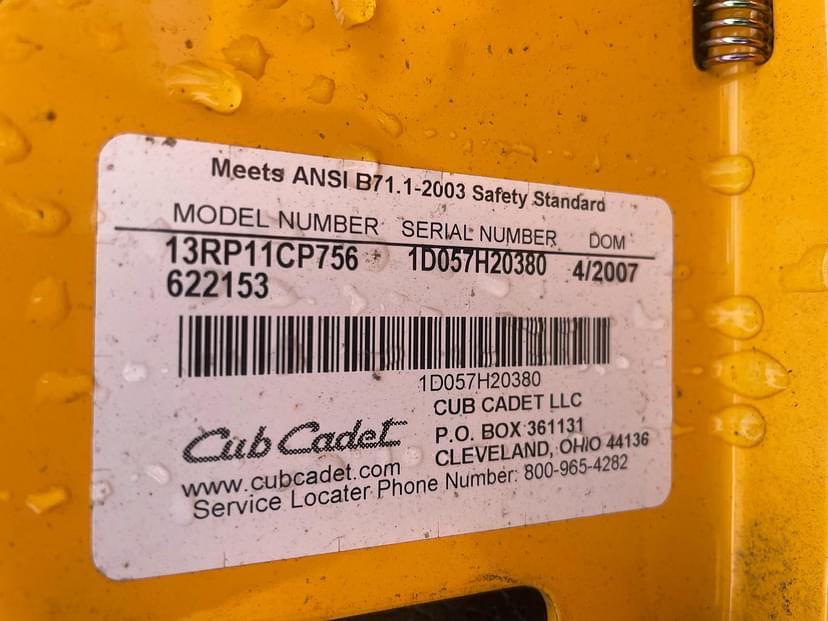 Meets ANSI B71.1-2003 Safety Standard
MODEL NUMBER SERIAL NUMBER DOM
13RP11CP756 1D057H20380 4/2007
622153
1D057H20380
CUB CADET LLC
P.O. BOX 361131
CLEVELAND, OHIO 44136
Cub Cadet
www.cubcadet.com
Service Locater Phone Number: 800-965-4282